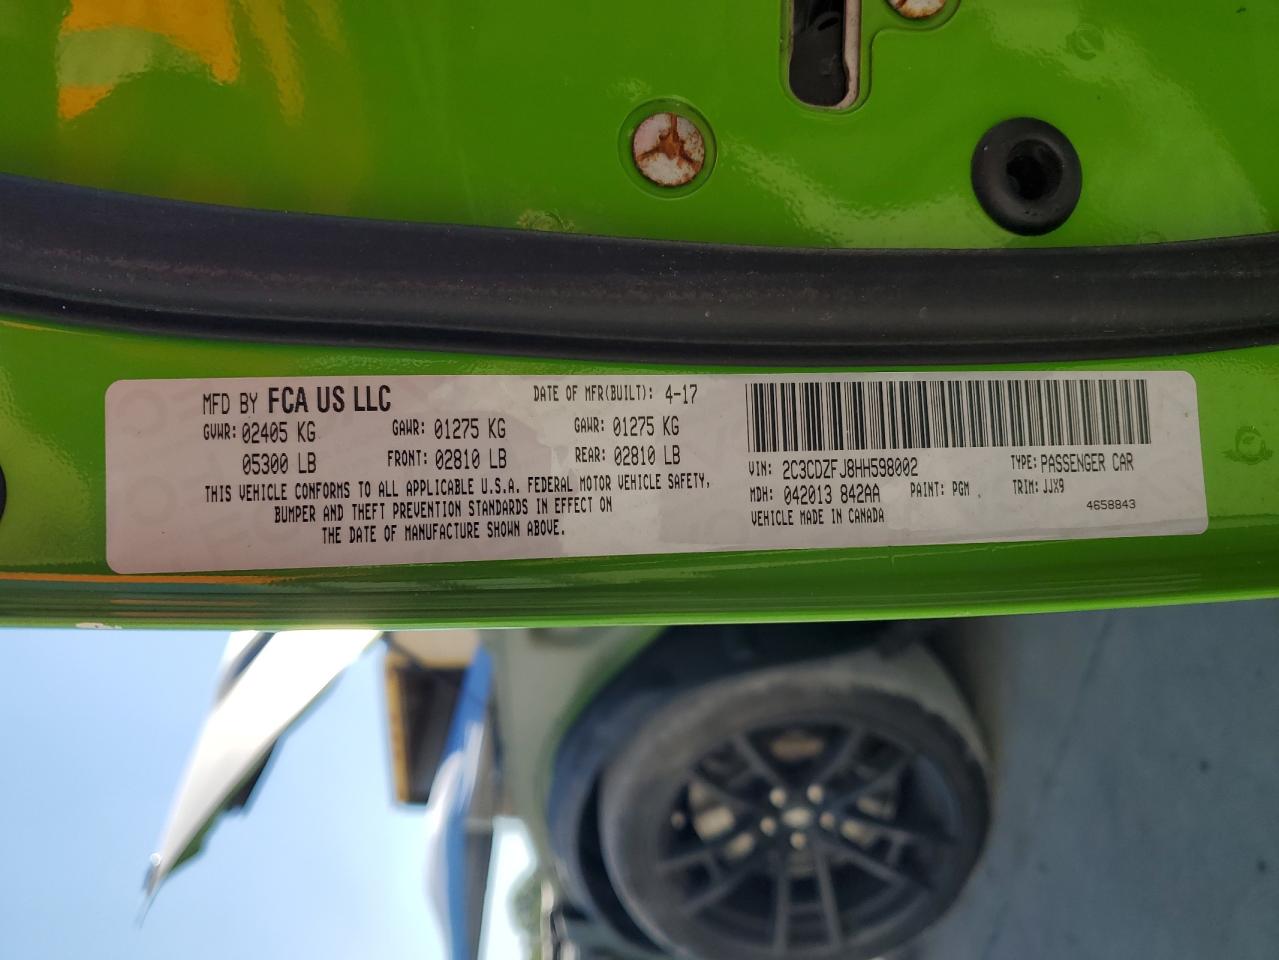 MFD BY FCA US LLC DATE OF MFR(BUILT): 4-17
GVWR: 02405 KG GAWR: 01275 KG GAWR: 01275 KG
05300 LB FRONT: 02810 LB REAR: 02810 LB
THIS VEHICLE CONFORMS TO ALL APPLICABLE U.S.A. FEDERAL MOTOR VEHICLE SAFETY,
BUMPER AND THEFT PREVENTION STANDARDS IN EFFECT ON
THE DATE OF MANUFACTURE SHOWN ABOVE.
VIN: 2C3CDZFJ8HH598002 TYPE: PASSENGER CAR
MDH: 042013 842AA PAINT: PGM TRIM: JJX9
VEHICLE MADE IN CANADA 4658843